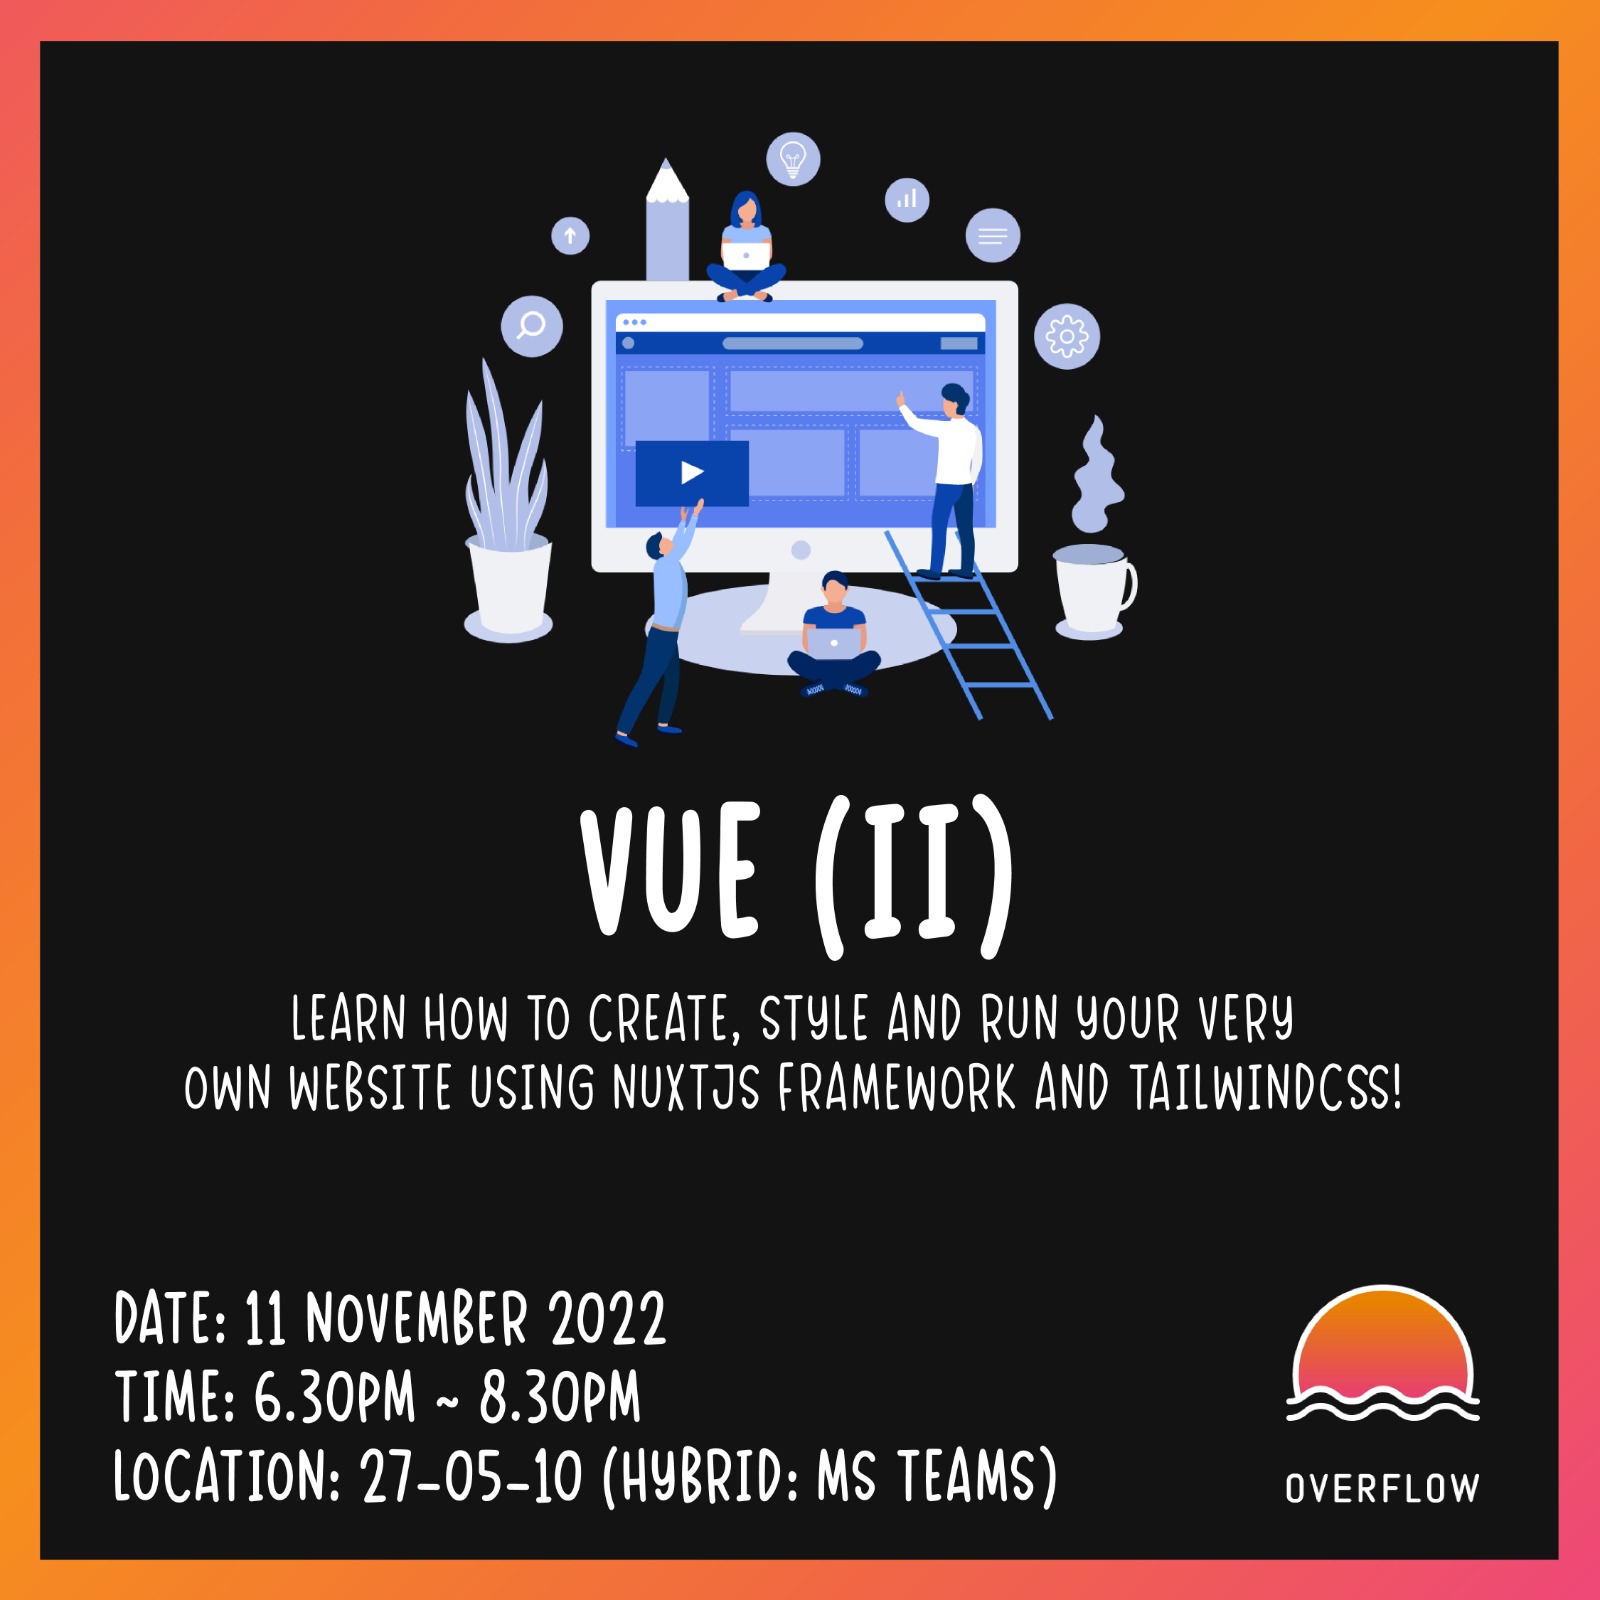 VUE (II)
LEARN HOW TO CREATE, STYLE AND RUN YOUR VERY
OWN WEBSITE USING NUXTJS FRAMEWORK AND TAILWINDCSS!
DATE: 11 NOVEMBER 2022
TIME: 6.30PM ~ 8.30PM
LOCATION: 27-05-10 (HYBRID: MS TEAMS)
OVERFLOW